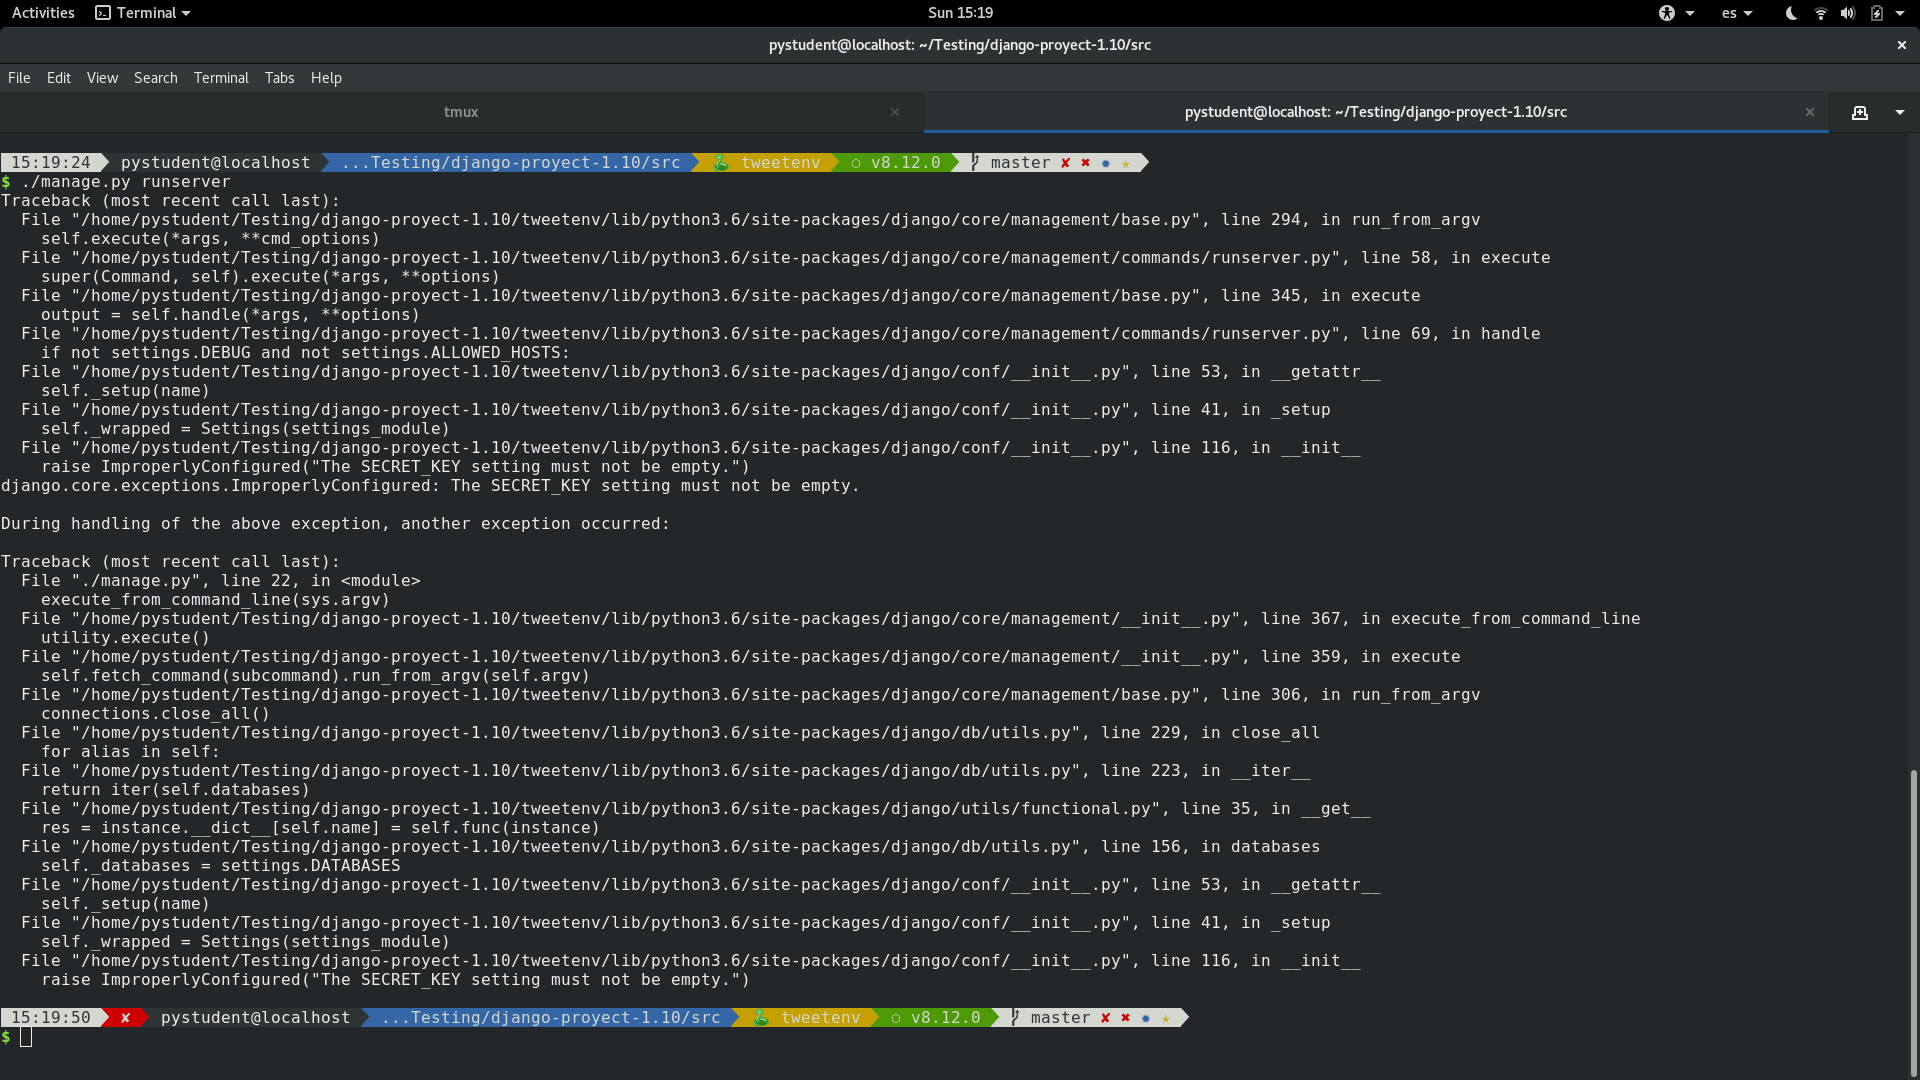 Activities Terminal Sun 15:19 es
pystudent@localhost: ~/Testing/django-proyect-1.10/src
File Edit View Search Terminal Tabs Help
tmux pystudent@localhost: ~/Testing/django-proyect-1.10/src
15:19:24 pystudent@localhost ...Testing/django-proyect-1.10/src tweetenv v8.12.0 master ✘ ✖ ✹ ★
$ ./manage.py runserver
Traceback (most recent call last):
  File "/home/pystudent/Testing/django-proyect-1.10/tweetenv/lib/python3.6/site-packages/django/core/management/base.py", line 294, in run_from_argv
    self.execute(*args, **cmd_options)
  File "/home/pystudent/Testing/django-proyect-1.10/tweetenv/lib/python3.6/site-packages/django/core/management/commands/runserver.py", line 58, in execute
    super(Command, self).execute(*args, **options)
  File "/home/pystudent/Testing/django-proyect-1.10/tweetenv/lib/python3.6/site-packages/django/core/management/base.py", line 345, in execute
    output = self.handle(*args, **options)
  File "/home/pystudent/Testing/django-proyect-1.10/tweetenv/lib/python3.6/site-packages/django/core/management/commands/runserver.py", line 69, in handle
    if not settings.DEBUG and not settings.ALLOWED_HOSTS:
  File "/home/pystudent/Testing/django-proyect-1.10/tweetenv/lib/python3.6/site-packages/django/conf/__init__.py", line 53, in __getattr__
    self._setup(name)
  File "/home/pystudent/Testing/django-proyect-1.10/tweetenv/lib/python3.6/site-packages/django/conf/__init__.py", line 41, in _setup
    self._wrapped = Settings(settings_module)
  File "/home/pystudent/Testing/django-proyect-1.10/tweetenv/lib/python3.6/site-packages/django/conf/__init__.py", line 116, in __init__
    raise ImproperlyConfigured("The SECRET_KEY setting must not be empty.")
django.core.exceptions.ImproperlyConfigured: The SECRET_KEY setting must not be empty.
During handling of the above exception, another exception occurred:
Traceback (most recent call last):
  File "./manage.py", line 22, in <module>
    execute_from_command_line(sys.argv)
  File "/home/pystudent/Testing/django-proyect-1.10/tweetenv/lib/python3.6/site-packages/django/core/management/__init__.py", line 367, in execute_from_command_line
    utility.execute()
  File "/home/pystudent/Testing/django-proyect-1.10/tweetenv/lib/python3.6/site-packages/django/core/management/__init__.py", line 359, in execute
    self.fetch_command(subcommand).run_from_argv(self.argv)
  File "/home/pystudent/Testing/django-proyect-1.10/tweetenv/lib/python3.6/site-packages/django/core/management/base.py", line 306, in run_from_argv
    connections.close_all()
  File "/home/pystudent/Testing/django-proyect-1.10/tweetenv/lib/python3.6/site-packages/django/db/utils.py", line 229, in close_all
    for alias in self:
  File "/home/pystudent/Testing/django-proyect-1.10/tweetenv/lib/python3.6/site-packages/django/db/utils.py", line 223, in __iter__
    return iter(self.databases)
  File "/home/pystudent/Testing/django-proyect-1.10/tweetenv/lib/python3.6/site-packages/django/utils/functional.py", line 35, in __get__
    res = instance.__dict__[self.name] = self.func(instance)
  File "/home/pystudent/Testing/django-proyect-1.10/tweetenv/lib/python3.6/site-packages/django/db/utils.py", line 156, in databases
    self._databases = settings.DATABASES
  File "/home/pystudent/Testing/django-proyect-1.10/tweetenv/lib/python3.6/site-packages/django/conf/__init__.py", line 53, in __getattr__
    self._setup(name)
  File "/home/pystudent/Testing/django-proyect-1.10/tweetenv/lib/python3.6/site-packages/django/conf/__init__.py", line 41, in _setup
    self._wrapped = Settings(settings_module)
  File "/home/pystudent/Testing/django-proyect-1.10/tweetenv/lib/python3.6/site-packages/django/conf/__init__.py", line 116, in __init__
    raise ImproperlyConfigured("The SECRET_KEY setting must not be empty.")
15:19:50 ✘ pystudent@localhost ...Testing/django-proyect-1.10/src tweetenv v8.12.0 master ✘ ✖ ✹ ★
$